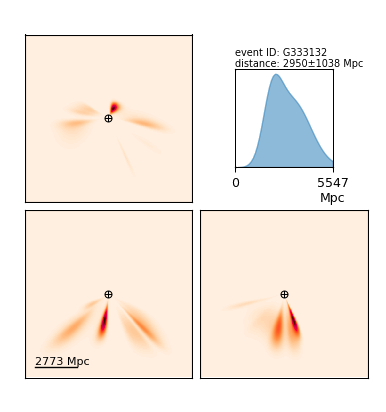 event ID: G333132
distance: 2950±1038 Mpc
0 5547
Mpc
2773 Mpc